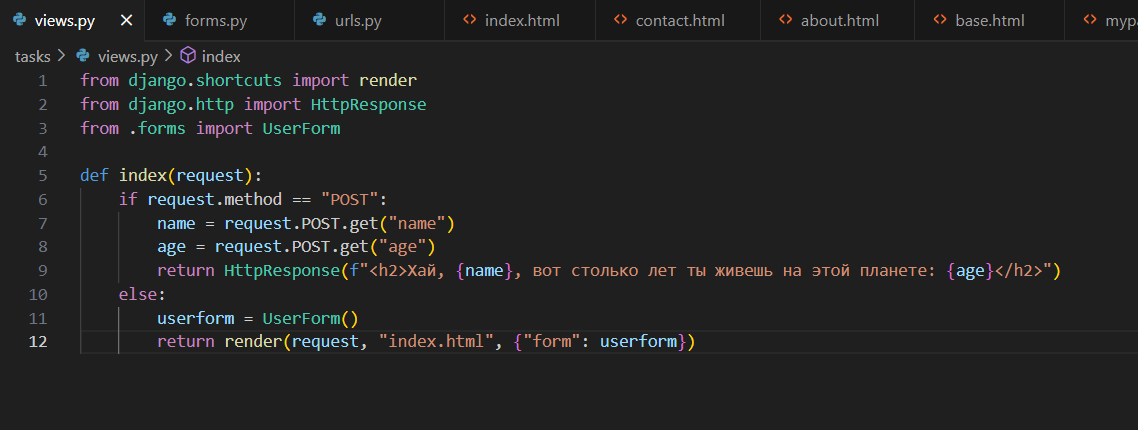 views.py forms.py urls.py index.html contact.html about.html base.html
tasks > views.py > index
1 from django.shortcuts import render
2 from django.http import HttpResponse
3 from .forms import UserForm
4
5 def index(request):
6     if request.method == "POST":
7         name = request.POST.get("name")
8         age = request.POST.get("age")
9         return HttpResponse(f"<h2>Хай, {name}, вот столько лет ты живешь на этой планете: {age}</h2>")
10     else:
11         userform = UserForm()
12         return render(request, "index.html", {"form": userform})